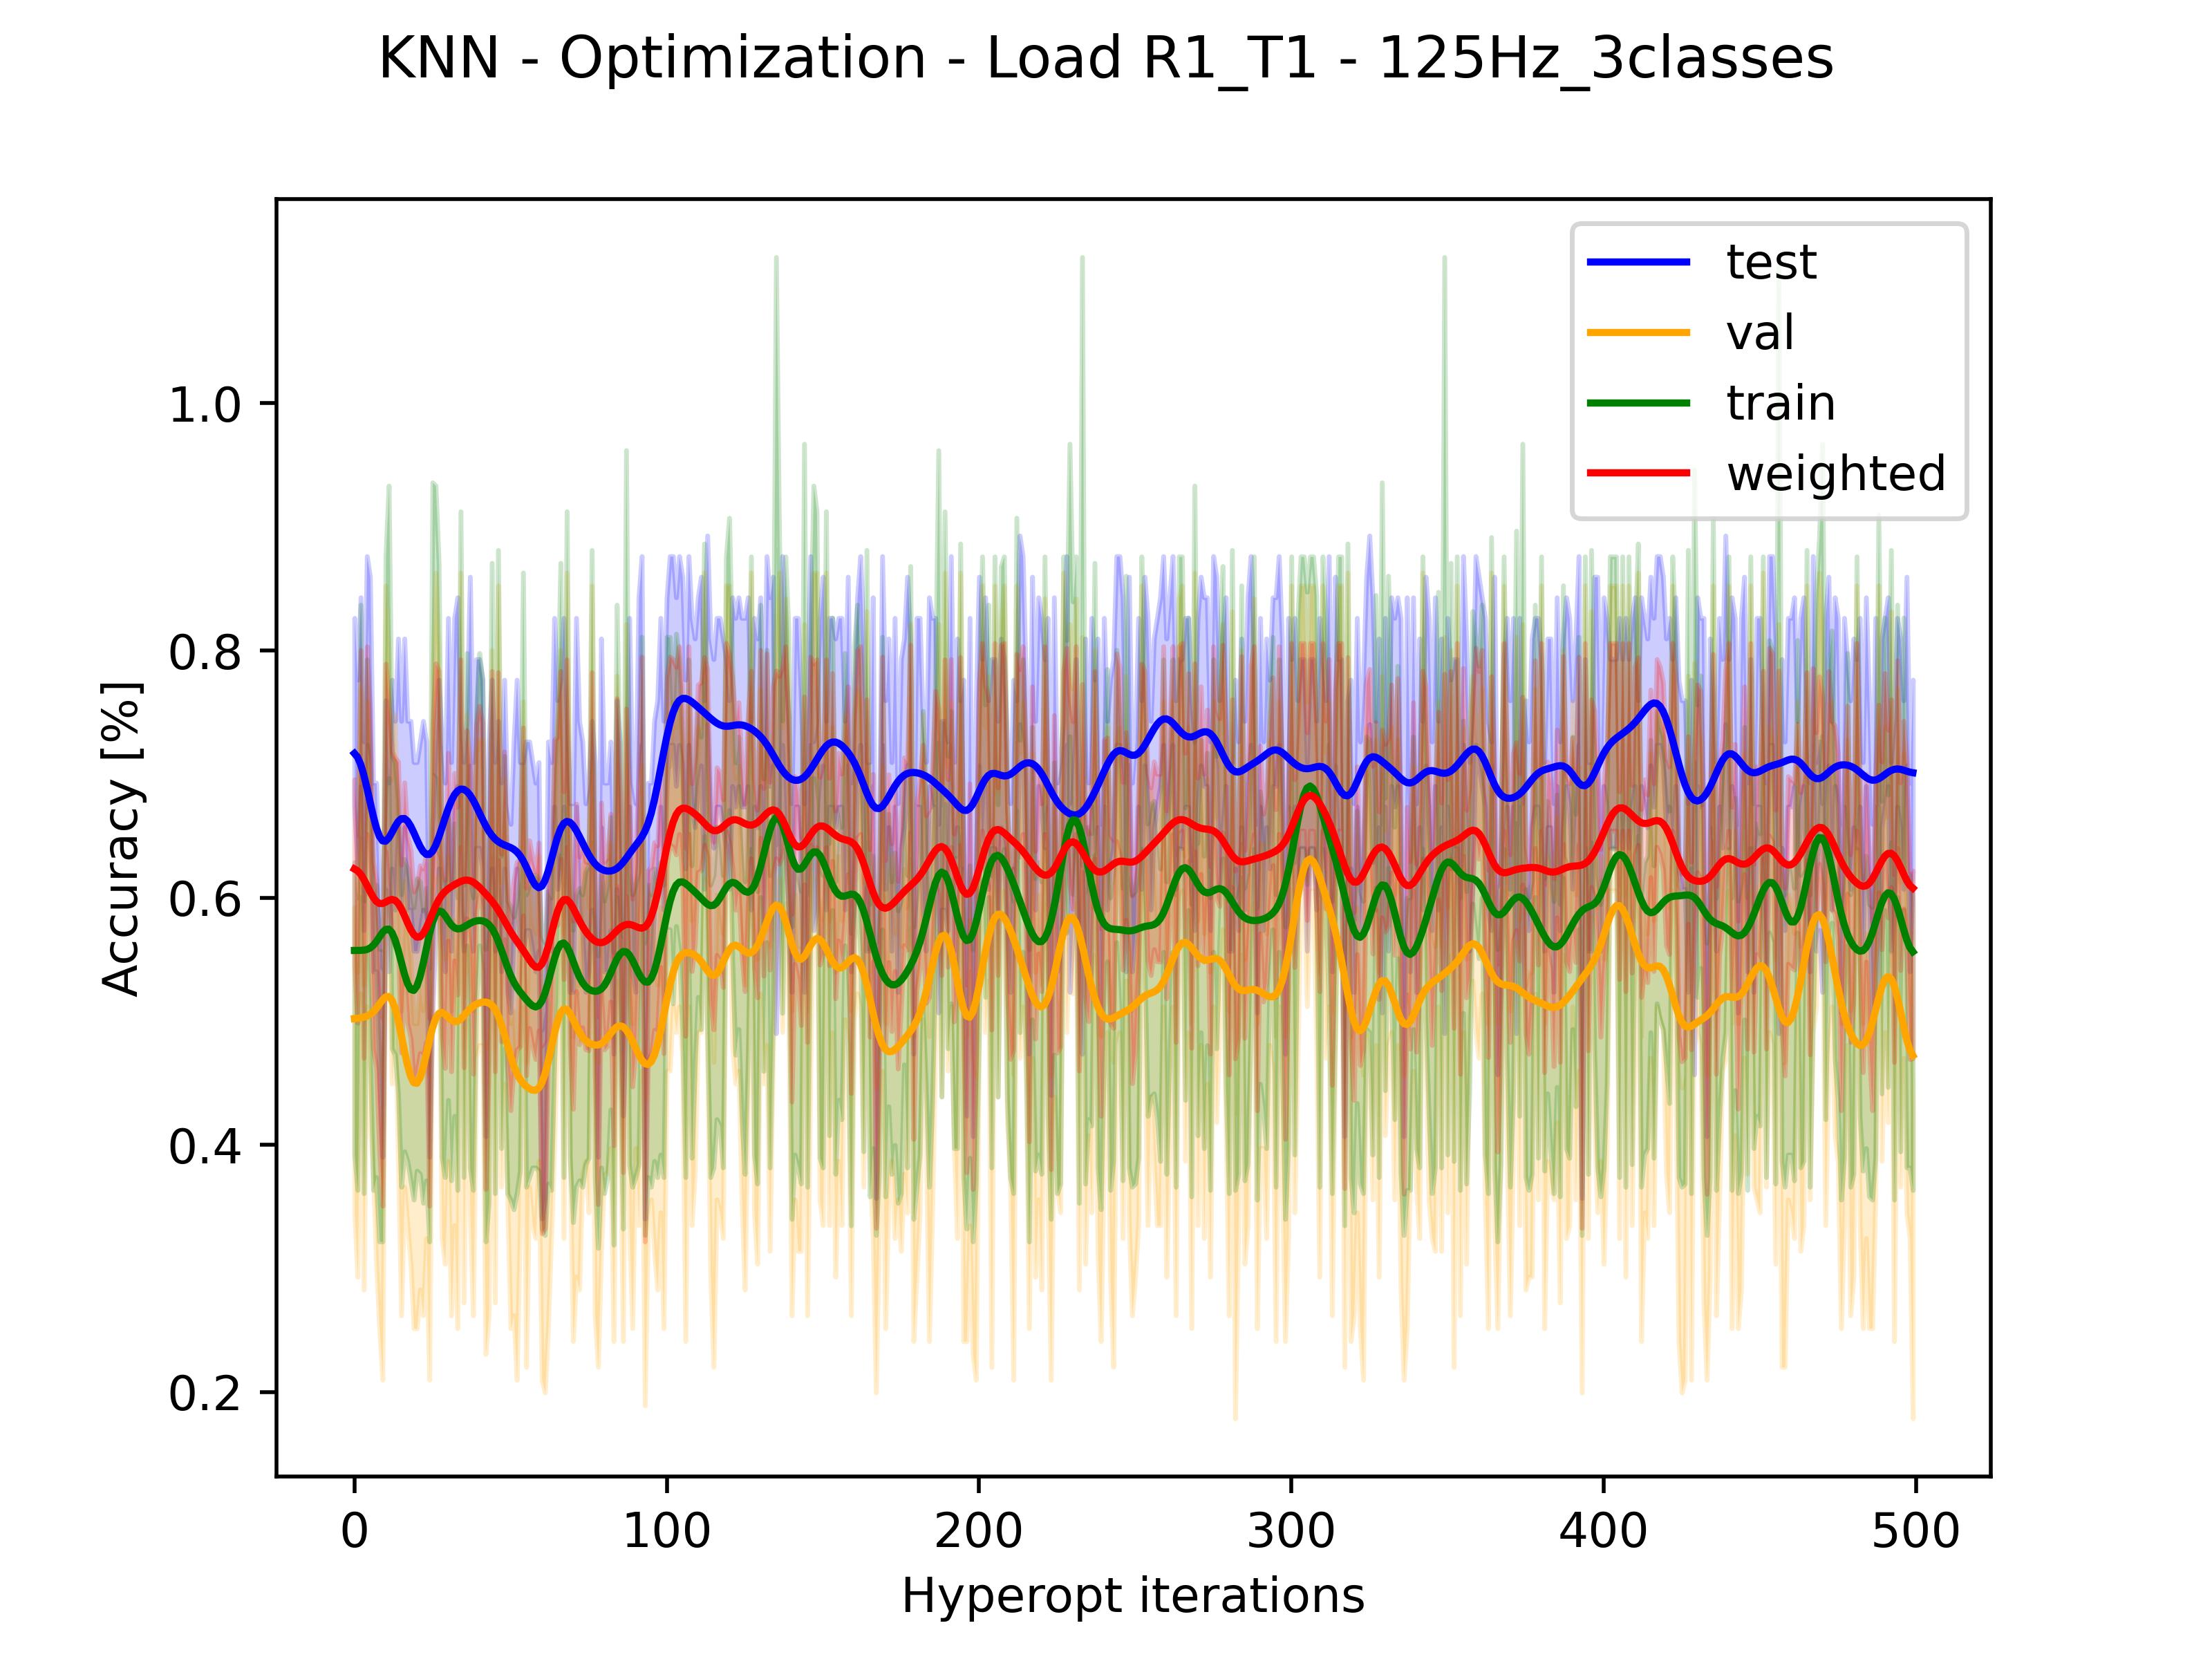 KNN - Optimization - Load R1_T1 - 125Hz_3classes
test
val
train
weighted
Accuracy [%]
1.0
0.8
0.6
0.4
0.2
0 100 200 300 400 500
Hyperopt iterations